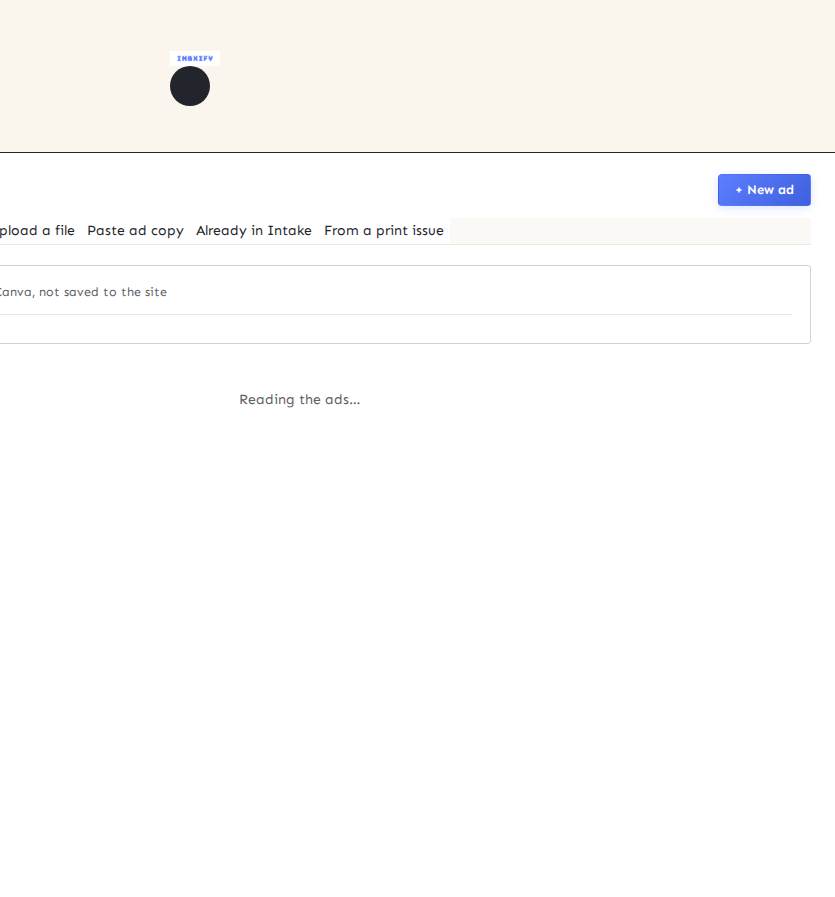 INKXIFY
+ New ad
pload a file Paste ad copy Already in Intake From a print issue
Canva, not saved to the site
Reading the ads...